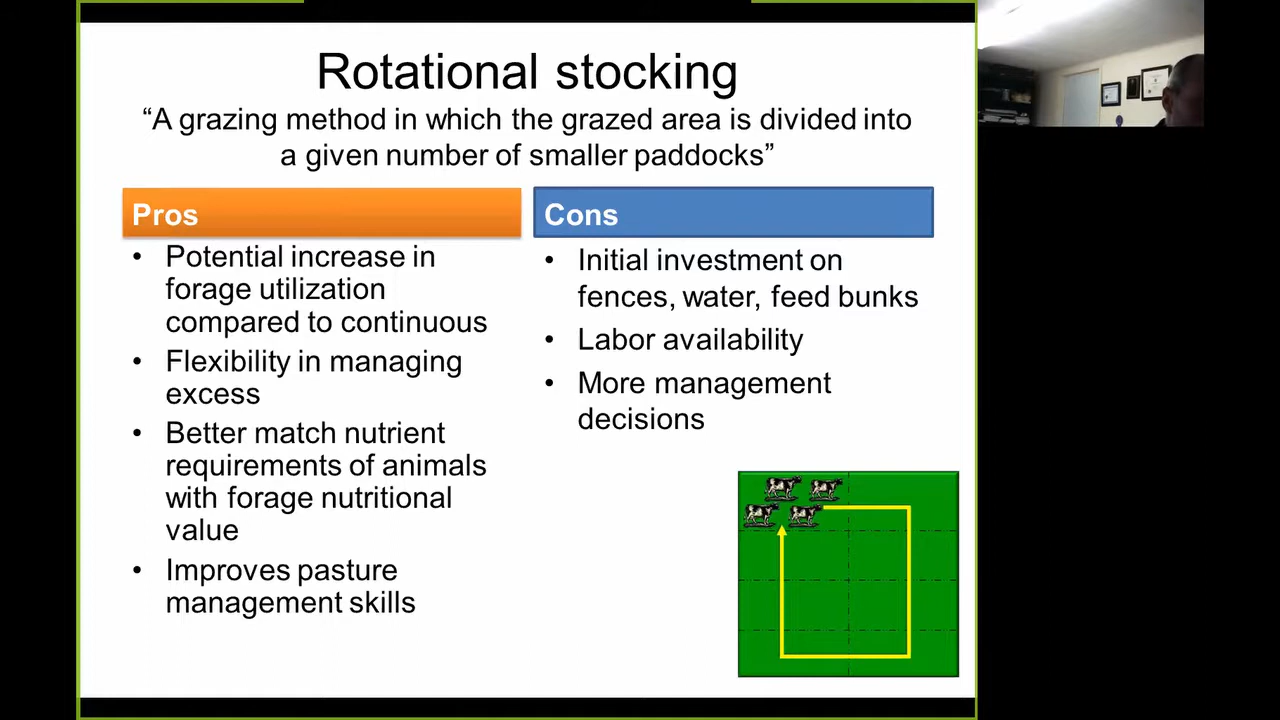 Rotational stocking
“A grazing method in which the grazed area is divided into
a given number of smaller paddocks”
Pros
• Potential increase in
forage utilization
compared to continuous
• Flexibility in managing
excess
• Better match nutrient
requirements of animals
with forage nutritional
value
• Improves pasture
management skills
Cons
• Initial investment on
fences, water, feed bunks
• Labor availability
• More management
decisions